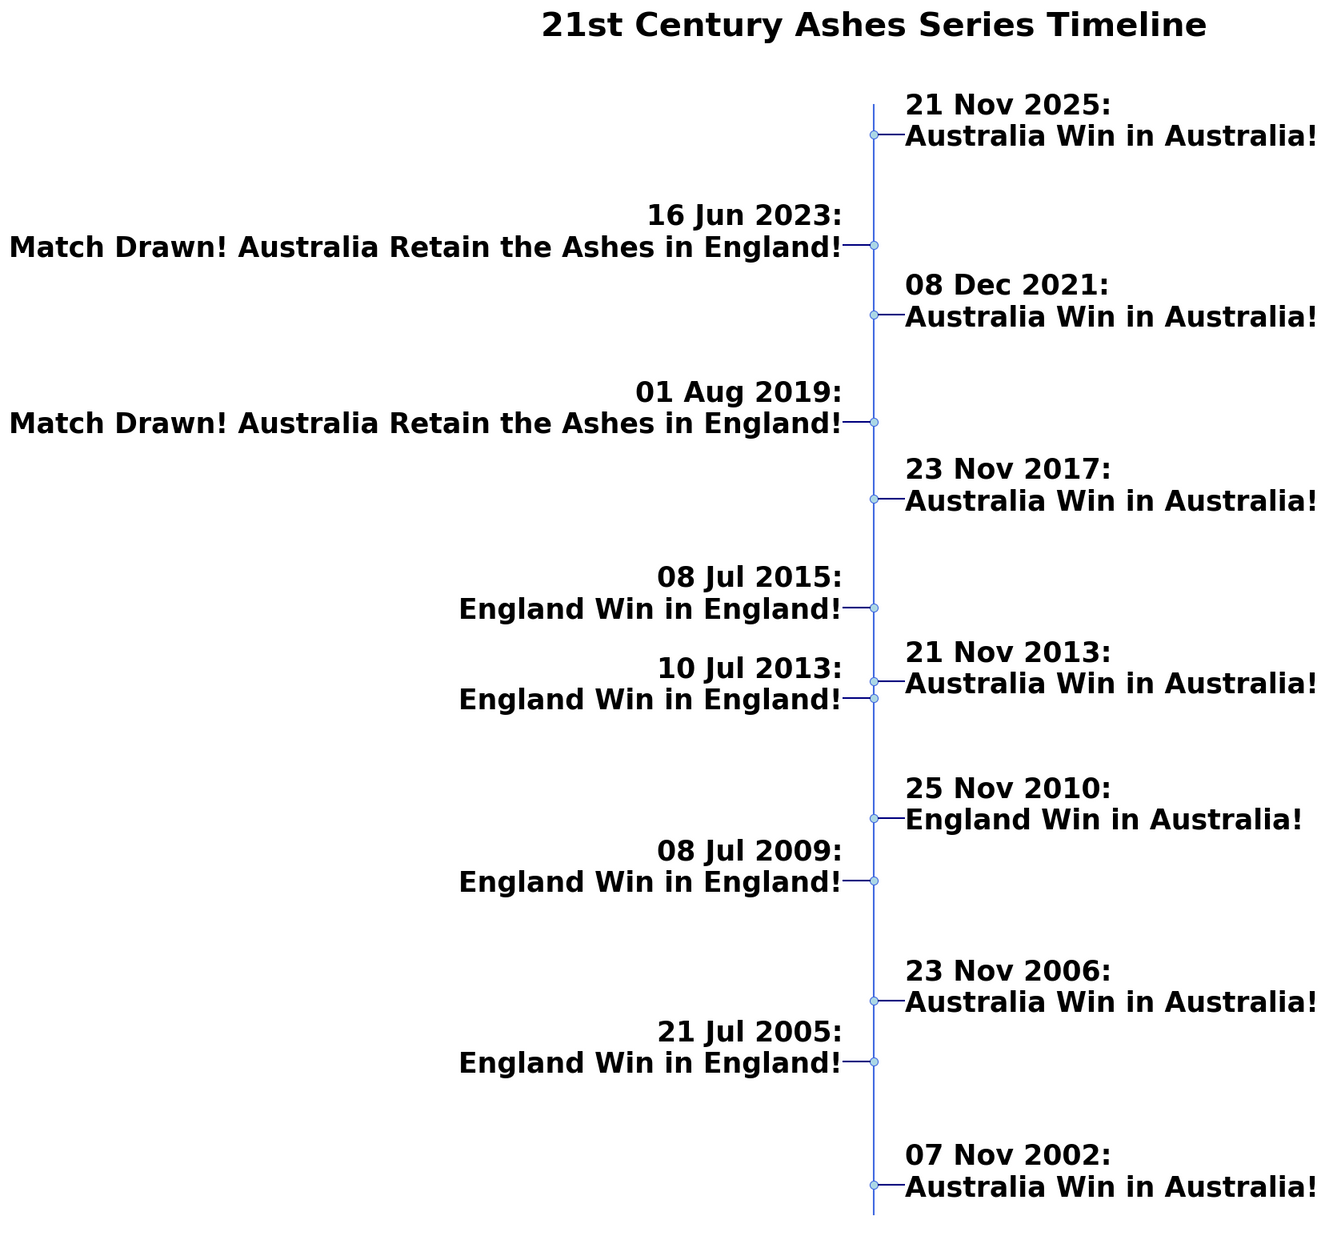 21st Century Ashes Series Timeline
21 Nov 2025:
Australia Win in Australia!
16 Jun 2023:
Match Drawn! Australia Retain the Ashes in England!
08 Dec 2021:
Australia Win in Australia!
01 Aug 2019:
Match Drawn! Australia Retain the Ashes in England!
23 Nov 2017:
Australia Win in Australia!
08 Jul 2015:
England Win in England!
21 Nov 2013:
Australia Win in Australia!
10 Jul 2013:
England Win in England!
25 Nov 2010:
England Win in Australia!
08 Jul 2009:
England Win in England!
23 Nov 2006:
Australia Win in Australia!
21 Jul 2005:
England Win in England!
07 Nov 2002:
Australia Win in Australia!